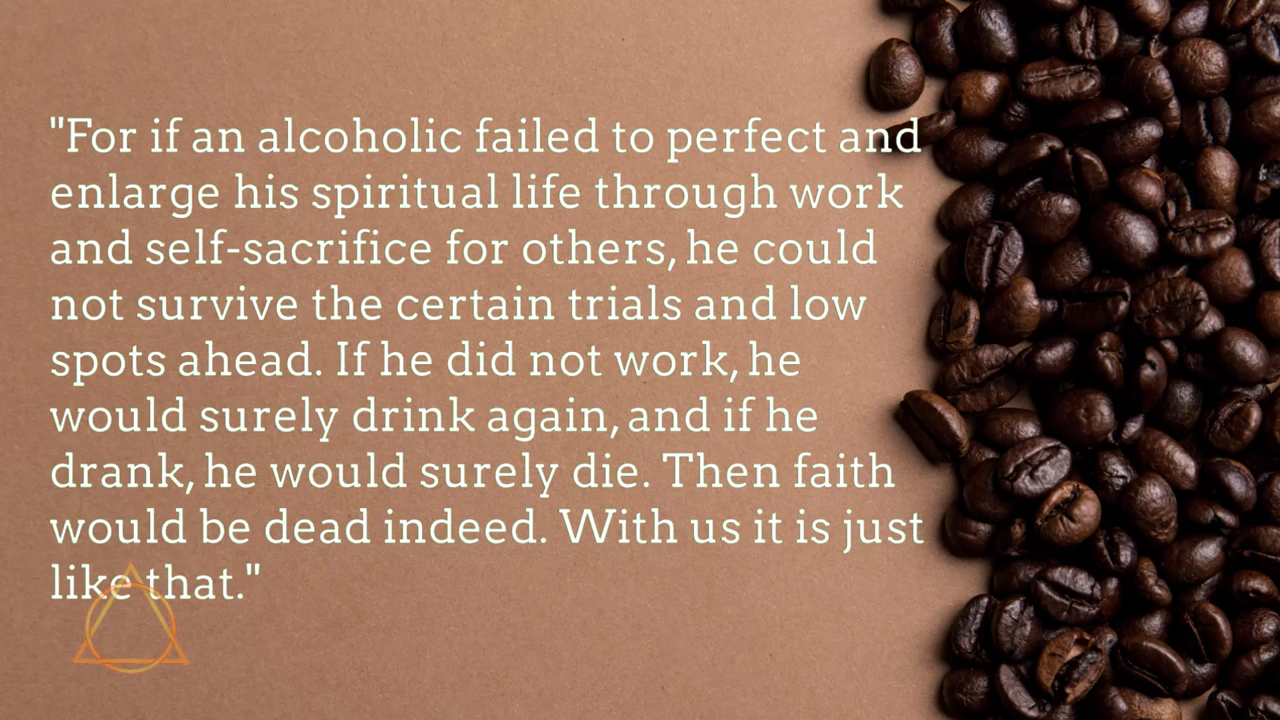 "For if an alcoholic failed to perfect and
enlarge his spiritual life through work
and self-sacrifice for others, he could
not survive the certain trials and low
spots ahead. If he did not work, he
would surely drink again, and if he
drank, he would surely die. Then faith
would be dead indeed. With us it is just
like that."